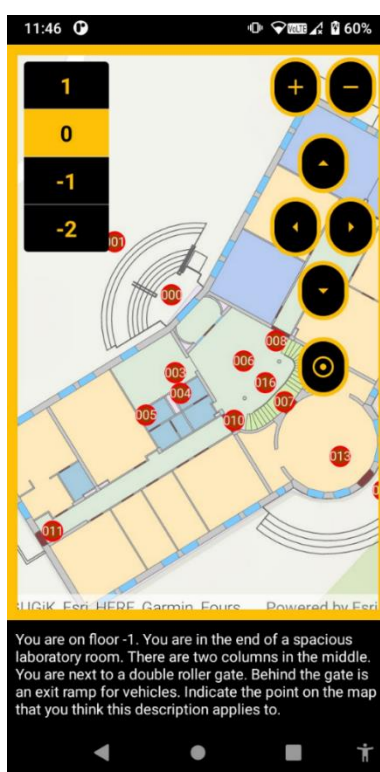 11:46 60%
1
0
-1
-2
001
000
008
003
006
004
016
005
007
010
013
011
Esri, HERE, Garmin, Fours Powered by Esri
You are on floor -1. You are in the end of a spacious
laboratory room. There are two columns in the middle.
You are next to a double roller gate. Behind the gate is
an exit ramp for vehicles. Indicate the point on the map
that you think this description applies to.